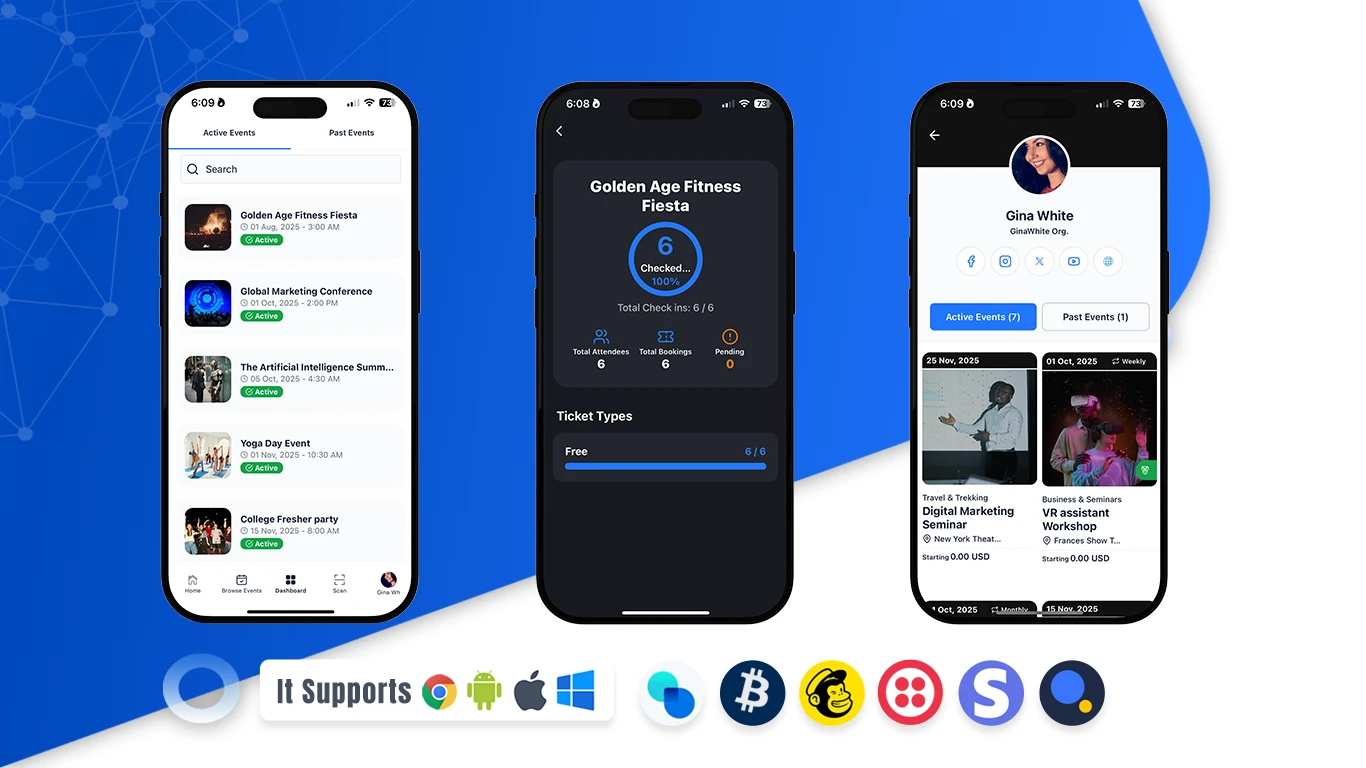 6:09
73
Active Events
Past Events
Search
Golden Age Fitness Fiesta
01 Aug, 2025 - 3:00 AM
Active
Global Marketing Conference
01 Oct, 2025 - 2:00 PM
Active
The Artificial Intelligence Summ...
05 Oct, 2025 - 4:30 AM
Active
Yoga Day Event
01 Nov, 2025 - 10:30 AM
Active
College Fresher party
15 Nov, 2025 - 8:00 AM
Active
Home
Browse Events
Dashboard
Scan
Gina Wh
6:08
73
Golden Age Fitness
Fiesta
6
Checked...
100%
Total Check ins: 6 / 6
Total Attendees
6
Total Bookings
6
Pending
0
Ticket Types
Free
6 / 6
6:09
73
Gina White
GinaWhite Org.
Active Events (7)
Past Events (1)
25 Nov, 2025
Travel & Trekking
Digital Marketing
Seminar
New York Theat...
Starting 0.00 USD
01 Oct, 2025
Weekly
Business & Seminars
VR assistant
Workshop
Frances Show T...
Starting 0.00 USD
1 Oct, 2025
Monthly
15 Nov, 2025
It Supports